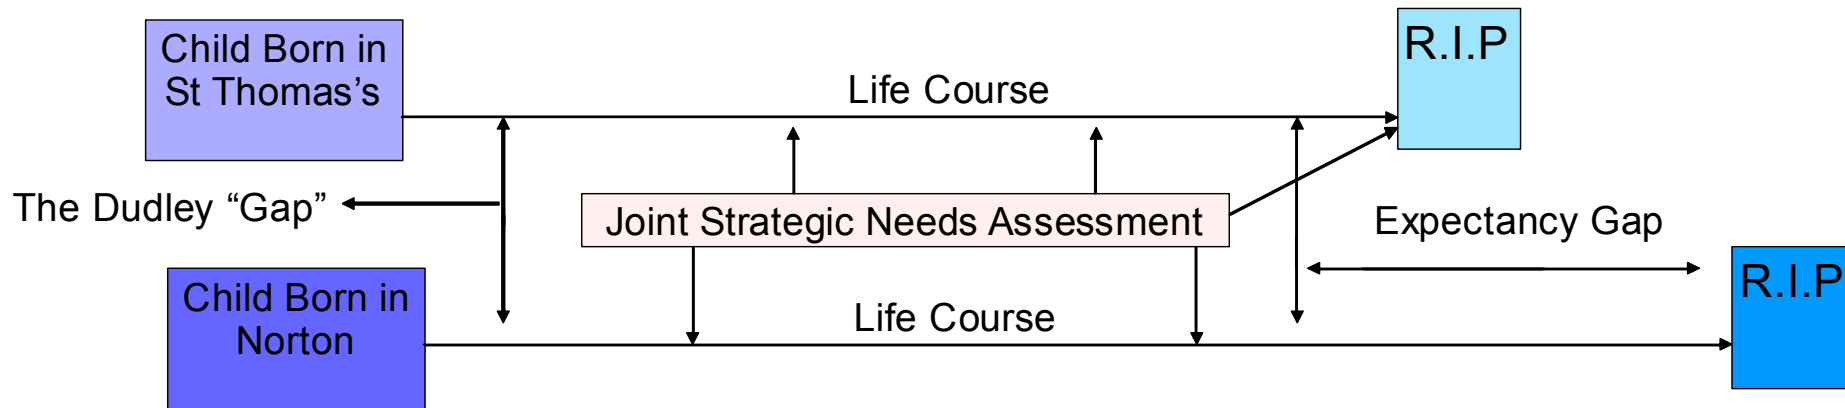 Child Born in
St Thomas’s
Life Course
R.I.P
The Dudley “Gap”
Joint Strategic Needs Assessment
Expectancy Gap
Child Born in
Norton
Life Course
R.I.P